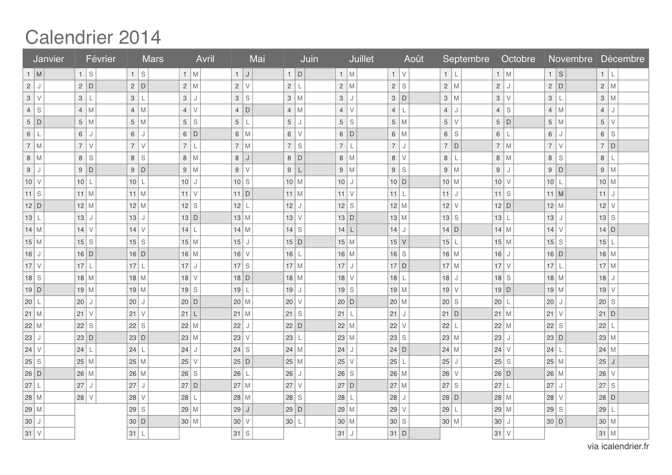 Calendrier 2014
Janvier Février Mars Avril Mai Juin Juillet Août Septembre Octobre Novembre Décembre
1 M 1 S 1 S 1 M 1 J 1 D 1 M 1 V 1 L 1 M 1 S 1 L
2 J 2 D 2 D 2 M 2 V 2 L 2 M 2 S 2 M 2 J 2 D 2 M
3 V 3 L 3 L 3 J 3 S 3 M 3 J 3 D 3 M 3 V 3 L 3 M
4 S 4 M 4 M 4 V 4 D 4 M 4 V 4 L 4 J 4 S 4 M 4 J
5 D 5 M 5 M 5 S 5 L 5 J 5 S 5 M 5 V 5 D 5 M 5 V
6 L 6 J 6 J 6 D 6 M 6 V 6 D 6 M 6 S 6 L 6 J 6 S
7 M 7 V 7 V 7 L 7 M 7 S 7 L 7 J 7 D 7 M 7 V 7 D
8 M 8 S 8 S 8 M 8 J 8 D 8 M 8 V 8 L 8 M 8 S 8 L
9 J 9 D 9 D 9 M 9 V 9 L 9 M 9 S 9 M 9 J 9 D 9 M
10 V 10 L 10 L 10 J 10 S 10 M 10 J 10 D 10 M 10 V 10 L 10 M
11 S 11 M 11 M 11 V 11 D 11 M 11 V 11 L 11 J 11 S 11 M 11 J
12 D 12 M 12 M 12 S 12 L 12 J 12 S 12 M 12 V 12 D 12 M 12 V
13 L 13 J 13 J 13 D 13 M 13 V 13 D 13 M 13 S 13 L 13 J 13 S
14 M 14 V 14 V 14 L 14 M 14 S 14 L 14 J 14 D 14 M 14 V 14 D
15 M 15 S 15 S 15 M 15 J 15 D 15 M 15 V 15 L 15 M 15 S 15 L
16 J 16 D 16 D 16 M 16 V 16 L 16 M 16 S 16 M 16 J 16 D 16 M
17 V 17 L 17 L 17 J 17 S 17 M 17 J 17 D 17 M 17 V 17 L 17 M
18 S 18 M 18 M 18 V 18 D 18 M 18 V 18 L 18 J 18 S 18 M 18 J
19 D 19 M 19 M 19 S 19 L 19 J 19 S 19 M 19 V 19 D 19 M 19 V
20 L 20 J 20 J 20 D 20 M 20 V 20 D 20 M 20 S 20 L 20 J 20 S
21 M 21 V 21 V 21 L 21 M 21 S 21 L 21 J 21 D 21 M 21 V 21 D
22 M 22 S 22 S 22 M 22 J 22 D 22 M 22 V 22 L 22 M 22 S 22 L
23 J 23 D 23 D 23 M 23 V 23 L 23 M 23 S 23 M 23 J 23 D 23 M
24 V 24 L 24 L 24 J 24 S 24 M 24 J 24 D 24 M 24 V 24 L 24 M
25 S 25 M 25 M 25 V 25 D 25 M 25 V 25 L 25 J 25 S 25 M 25 J
26 D 26 M 26 M 26 S 26 L 26 J 26 S 26 M 26 V 26 D 26 M 26 V
27 L 27 J 27 J 27 D 27 M 27 V 27 D 27 M 27 S 27 L 27 J 27 S
28 M 28 V 28 V 28 L 28 M 28 S 28 L 28 J 28 D 28 M 28 V 28 D
29 M 29 S 29 M 29 J 29 D 29 M 29 V 29 L 29 M 29 S 29 L
30 J 30 D 30 M 30 V 30 L 30 M 30 S 30 M 30 J 30 D 30 M
31 V 31 L 31 S 31 J 31 D 31 V 31 M
via icalendrier.fr